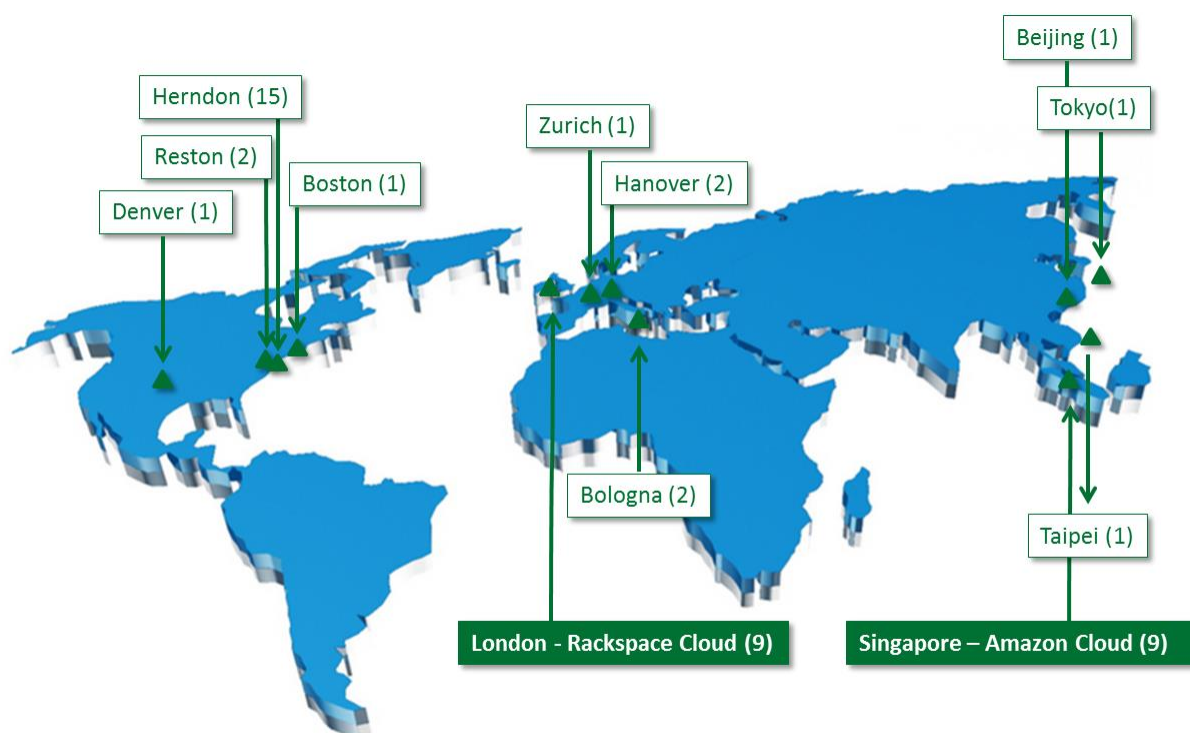 Beijing (1)
Herndon (15)
Tokyo(1)
Zurich (1)
Reston (2)
Boston (1)
Hanover (2)
Denver (1)
Bologna (2)
Taipei (1)
London - Rackspace Cloud (9)
Singapore – Amazon Cloud (9)